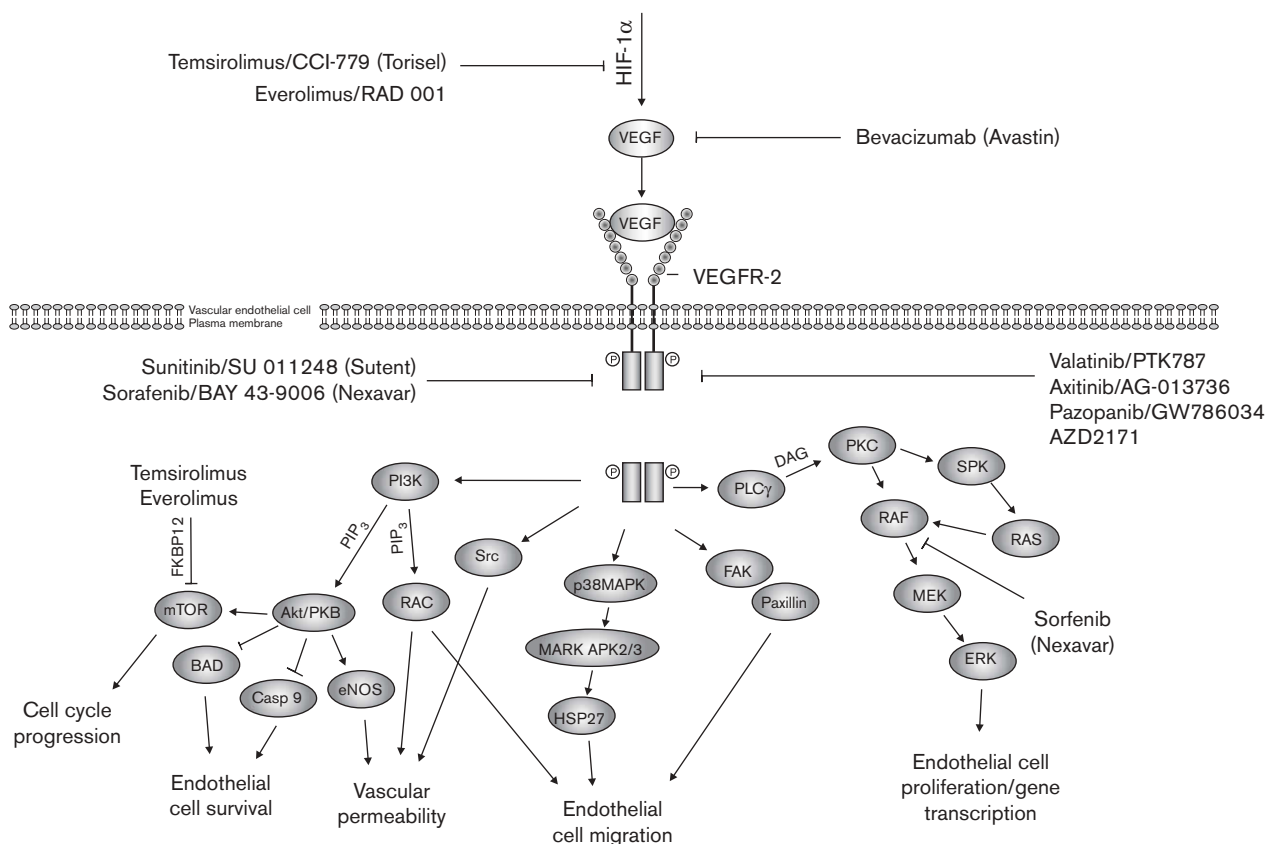 HIF-1α
Temsirolimus/CCI-779 (Torisel)
Everolimus/RAD 001
VEGF
Bevacizumab (Avastin)
VEGF
VEGFR-2
Vascular endothelial cell
Plasma membrane
Sunitinib/SU 011248 (Sutent)
Sorafenib/BAY 43-9006 (Nexavar)
P
P
Valatinib/PTK787
Axitinib/AG-013736
Pazopanib/GW786034
AZD2171
Temsirolimus
Everolimus
FKBP12
PI3K
P
P
PLCγ
DAG
PKC
SPK
RAF
RAS
PIP3
PIP3
Src
p38MAPK
FAK
Paxillin
MEK
Sorfenib
(Nexavar)
mTOR
Akt/PKB
RAC
MARK APK2/3
ERK
BAD
Casp 9
eNOS
HSP27
Cell cycle
progression
Endothelial
cell survival
Vascular
permeability
Endothelial
cell migration
Endothelial cell
proliferation/gene
transcription